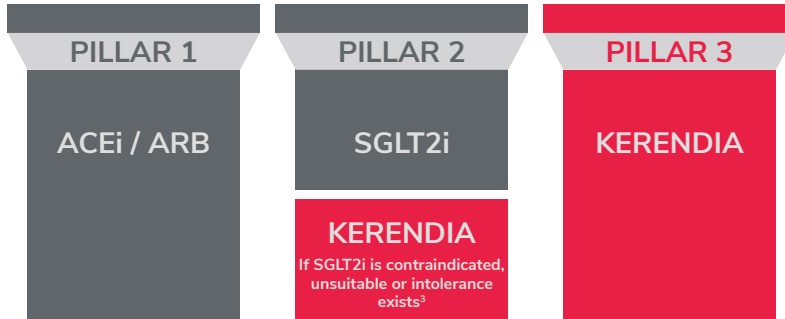 PILLAR 1
ACEi / ARB
PILLAR 2
SGLT2i
KERENDIA
If SGLT2i is contraindicated,
unsuitable or intolerance
exists³
PILLAR 3
KERENDIA